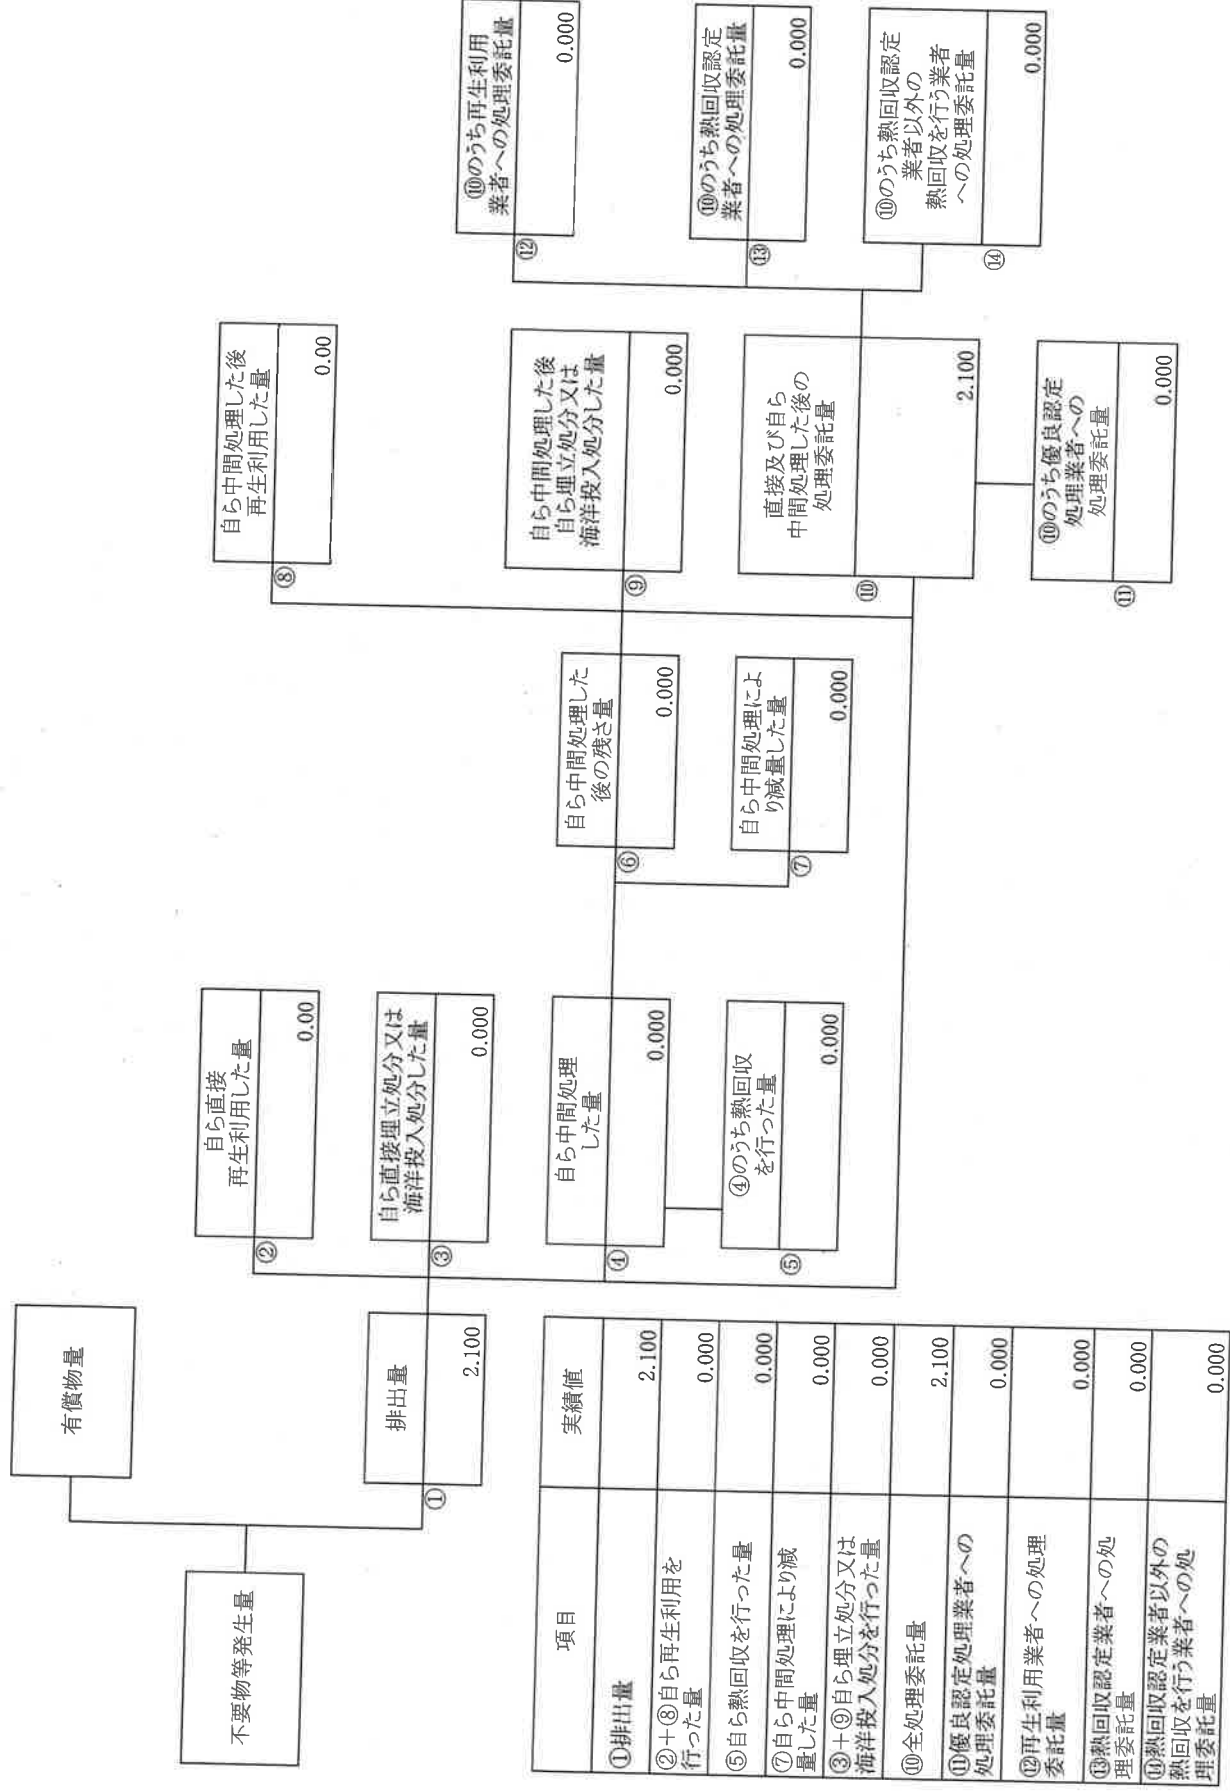 不要物等発生量
有償物量
排出量
①
2.100
自ら直接
再生利用した量
②
0.00
自ら直接埋立処分又は
海洋投入処分した量
③
0.000
自ら中間処理
した量
④
0.000
④のうち熱回収
を行った量
⑤
0.000
自ら中間処理した
後の残さ量
⑥
0.000
自ら中間処理によ
り減量した量
⑦
0.000
自ら中間処理した後
再生利用した量
⑧
0.00
自ら中間処理した後
自ら埋立処分又は
海洋投入処分した量
⑨
0.000
直接及び自ら
中間処理した後の
処理委託量
⑩
2.100
⑩のうち優良認定
処理業者への
処理委託量
⑪
0.000
⑩のうち再生利用
業者への処理委託量
⑫
0.000
⑩のうち熱回収認定
業者への処理委託量
⑬
0.000
⑩のうち熱回収認定
業者以外の
熱回収を行う業者
への処理委託量
⑭
0.000
項目 実績値
①排出量 2.100
②+⑧自ら再生利用を
行った量 0.000
⑤自ら熱回収を行った量 0.000
⑦自ら中間処理により減
量した量 0.000
③+⑨自ら埋立処分又は
海洋投入処分を行った量 0.000
⑩全処理委託量 2.100
⑪優良認定処理業者への
処理委託量 0.000
⑫再生利用業者への処理
委託量 0.000
⑬熱回収認定業者への処
理委託量 0.000
⑭熱回収認定業者以外の
熱回収を行う業者への処
理委託量 0.000